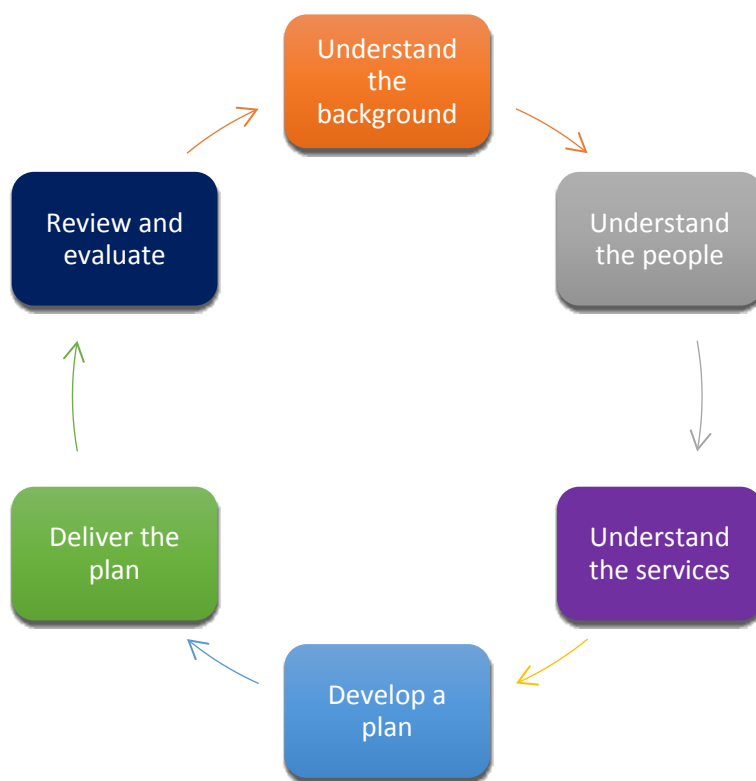 Understand
the
background
Understand
the people
Understand
the services
Develop a
plan
Deliver the
plan
Review and
evaluate